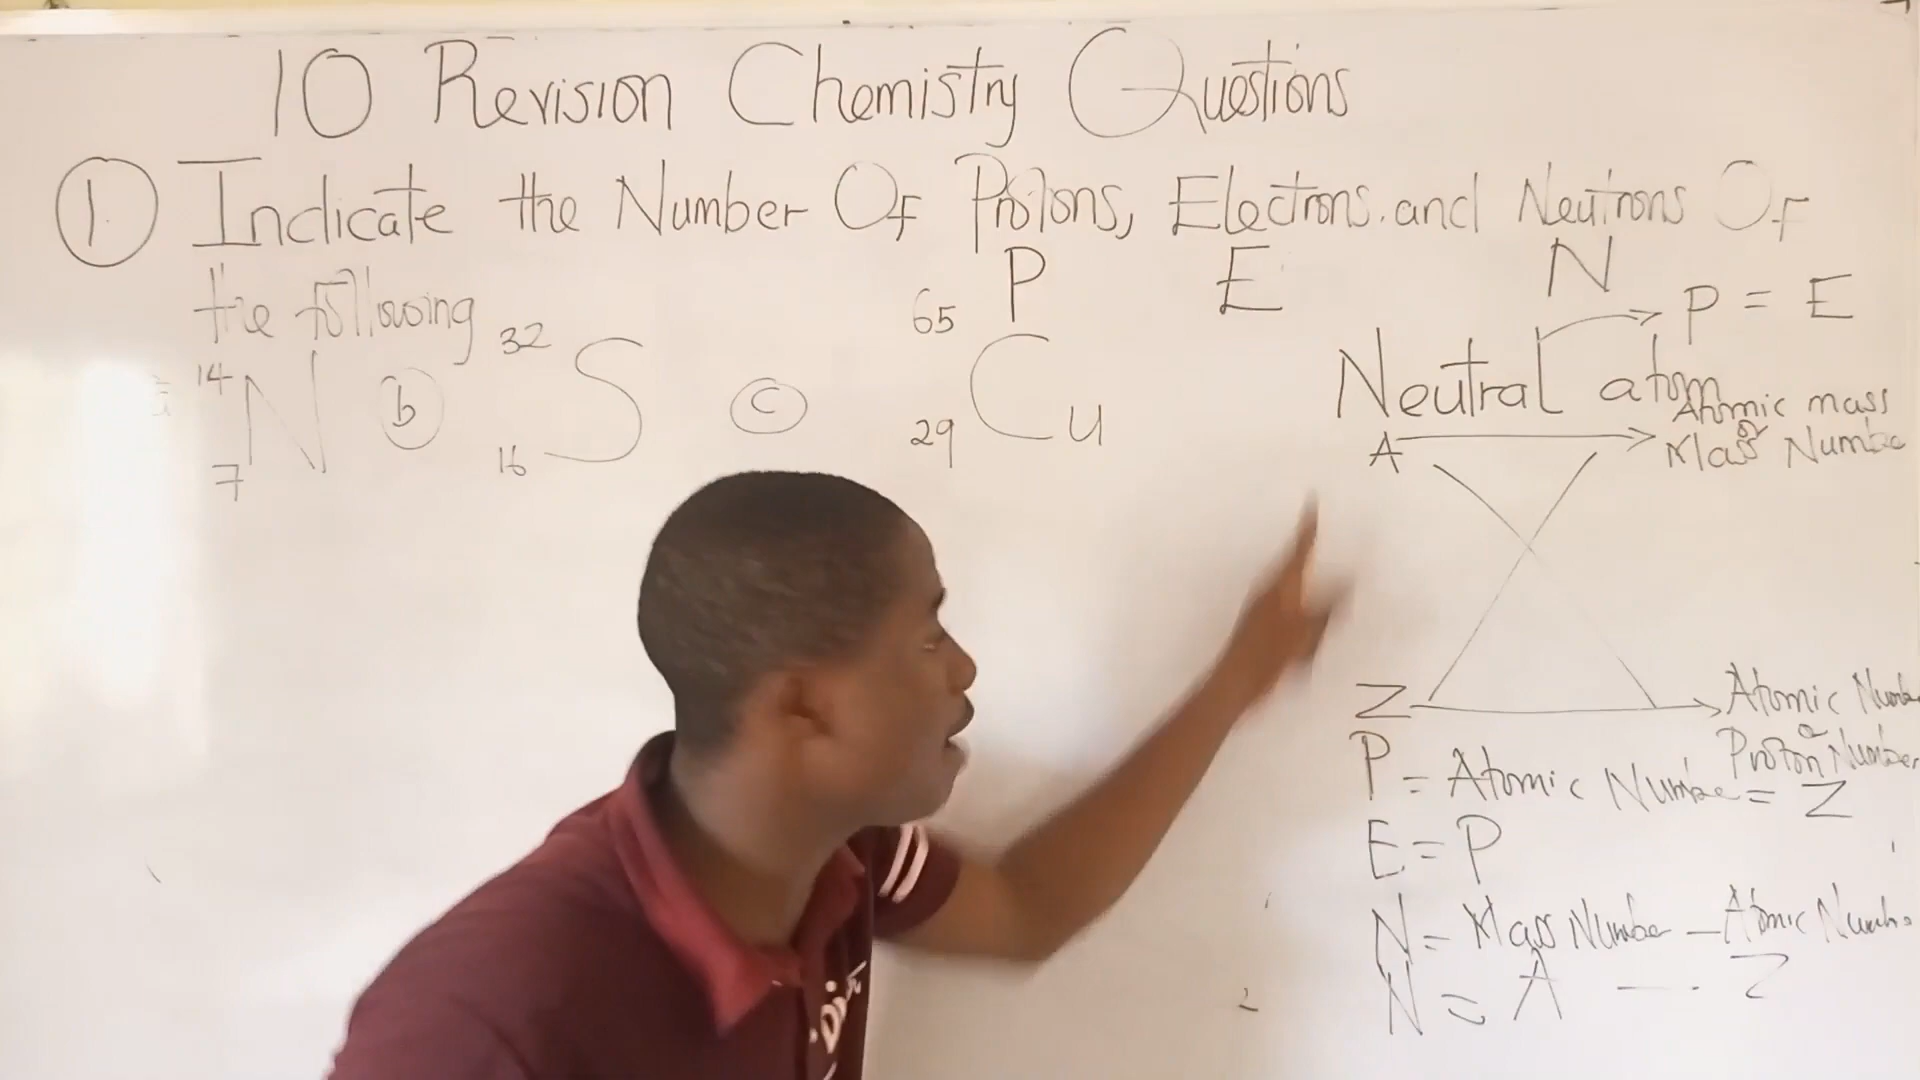 10 Revision Chemistry Questions
1. Indicate the Number Of Protons, Electrons and Neutrons Of
the following
P E N
P = E
14 7 N b 32 16 S c 65 29 Cu
Neutral atom
A Atomic mass
or
Mass Number
Z Atomic Numbe
Proton Number
P = Atomic Number = Z
E = P
N = Mass Number - Atomic Numbe
N = A - Z